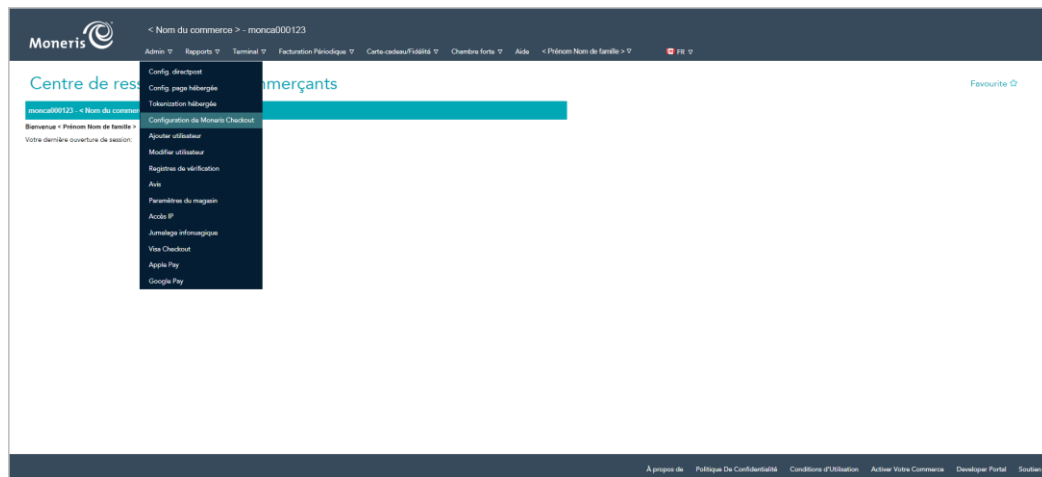 Moneris
< Nom du commerce > - monca000123
Admin ▽ Rapports ▽ Terminal ▽ Facturation Périodique ▽ Carte-cadeau/Fidélité ▽ Chambre forte ▽ Aide < Prénom Nom de famille > ▽ FR ▽
Centre de ress
mmerçants
Favourite ☆
monca000123 - < Nom du commer
Bienvenue < Prénom Nom de famille >
Votre dernière ouverture de session:
Config. directpost
Config. page hébergée
Tokenization hébergée
Configuration de Moneris Checkout
Ajouter utilisateur
Modifier utilisateur
Registres de vérification
Avis
Paramètres du magasin
Accès IP
Jumelage infonuagique
Visa Checkout
Apple Pay
Google Pay
À propos de Politique De Confidentialité Conditions d'Utilisation Activer Votre Commerce Developer Portal Soutien